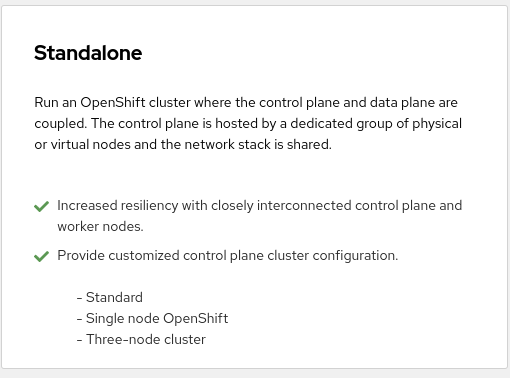 Standalone
Run an OpenShift cluster where the control plane and data plane are
coupled. The control plane is hosted by a dedicated group of physical
or virtual nodes and the network stack is shared.
Increased resiliency with closely interconnected control plane and
worker nodes.
Provide customized control plane cluster configuration.
- Standard
- Single node OpenShift
- Three-node cluster